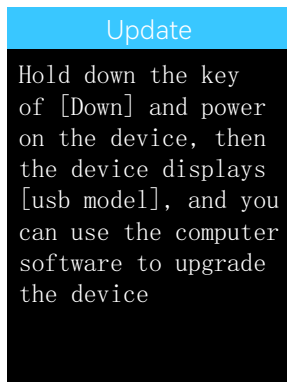 Update
Hold down the key
of [Down] and power
on the device, then
the device displays
[usb model], and you
can use the computer
software to upgrade
the device